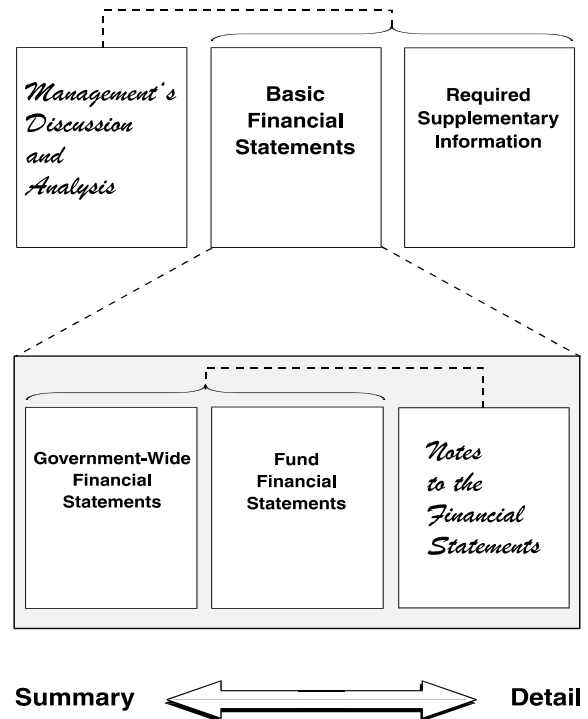 Management's
Discussion
and
Analysis
Basic
Financial
Statements
Required
Supplementary
Information
Government-Wide
Financial
Statements
Fund
Financial
Statements
Notes
to the
Financial
Statements
Summary
Detail